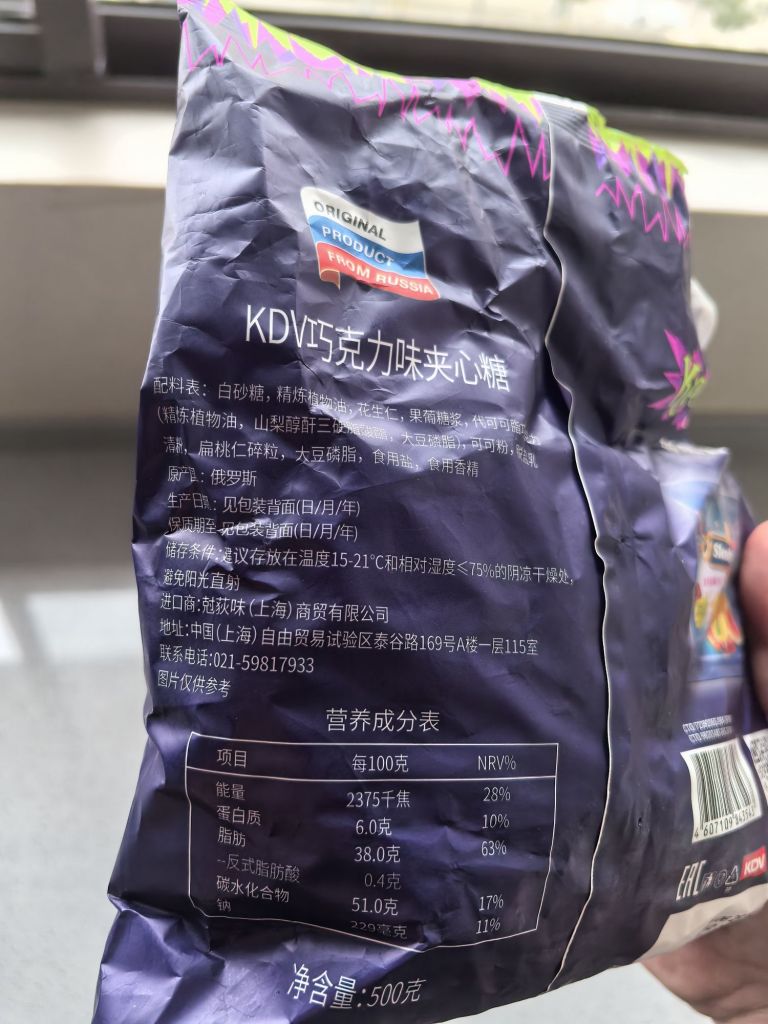 ORIGINAL
PRODUCT
FROM RUSSIA
KDV巧克力味夹心糖
配料表：白砂糖，精炼植物油，花生仁，果葡糖浆，代可可脂
(精炼植物油，山梨醇酐三硬脂酸酯，大豆磷脂)，可可粉，乳
清粉，扁桃仁碎粒，大豆磷脂，食用盐，食用香精
原产国：俄罗斯
生产日期：见包装背面(日/月/年)
保质期至:见包装背面(日/月/年)
储存条件:建议存放在温度15-21℃和相对湿度≤75%的阴凉干燥处，
避免阳光直射
进口商:尅荻味(上海)商贸有限公司
地址:中国(上海)自由贸易试验区泰谷路169号A楼一层115室
联系电话:021-59817933
图片仅供参考
营养成分表
项目 每100克 NRV%
能量 2375千焦 28%
蛋白质 6.0克 10%
脂肪 38.0克 63%
--反式脂肪酸 0.4克
碳水化合物 51.0克 17%
钠 229毫克 11%
净含量:500克
EAC
KDV